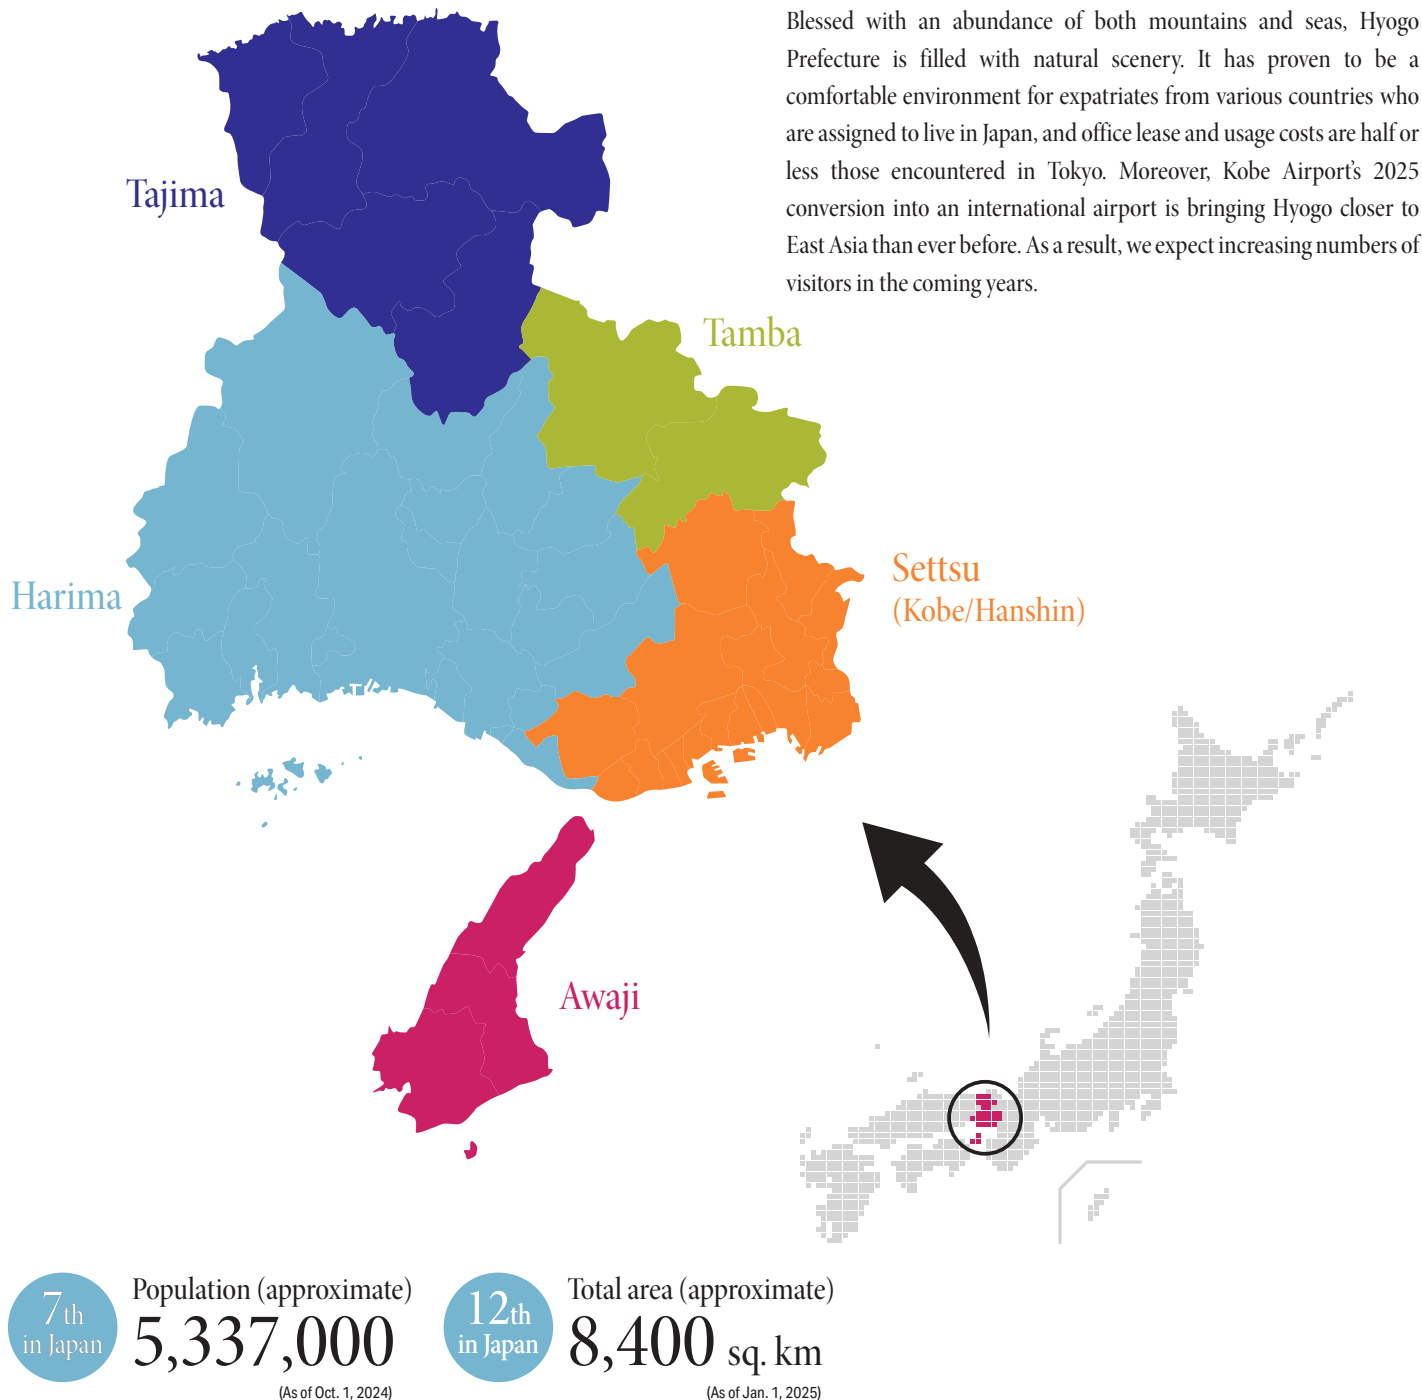 Blessed with an abundance of both mountains and seas, Hyogo
Prefecture is filled with natural scenery. It has proven to be a
comfortable environment for expatriates from various countries who
are assigned to live in Japan, and office lease and usage costs are half or
less those encountered in Tokyo. Moreover, Kobe Airport's 2025
conversion into an international airport is bringing Hyogo closer to
East Asia than ever before. As a result, we expect increasing numbers of
visitors in the coming years.
Tajima
Tamba
Harima
Settsu
(Kobe/Hanshin)
Awaji
7th
in Japan
Population (approximate)
5,337,000
(As of Oct. 1, 2024)
12th
in Japan
Total area (approximate)
8,400 sq. km
(As of Jan. 1, 2025)